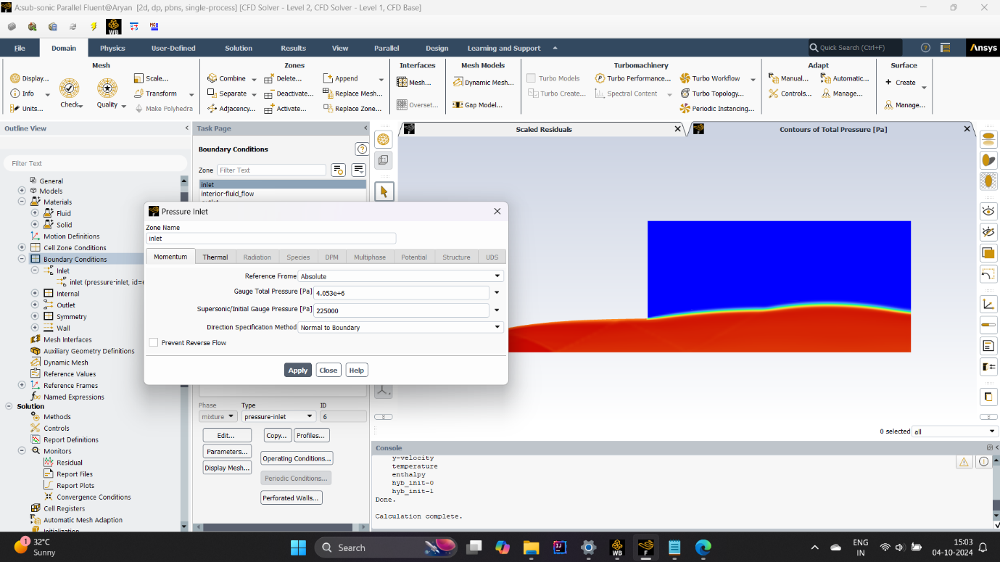 A:sub-sonic Parallel Fluent@Aryan [2d, dp, pbns, single-process] [CFD Solver - Level 2, CFD Solver - Level 1, CFD Base]
WB
File Domain Physics User-Defined Solution Results View Parallel Design Learning and Support Quick Search (Ctrl+F) Ansys
Mesh Zones Interfaces Mesh Models Turbomachinery Adapt Surface
Display... Scale... Combine Delete... Append Mesh... Dynamic Mesh... Turbo Models Turbo Performance... Turbo Workflow Manual... Automatic... Create
Info Check Quality Transform Separate Deactivate... Replace Mesh... Turbo Create... Spectral Content Turbo Topology... Controls... Manage...
Units... Make Polyhedra Adjacency... Activate... Replace Zone... Overset... Gap Model... Periodic Instancing... Manage...
Outline View
Filter Text
General
Models
Materials
Fluid
Solid
Motion Definitions
Cell Zone Conditions
Boundary Conditions
Inlet
inlet (pressure-inlet, id=
Internal
Outlet
Symmetry
Wall
Mesh Interfaces
Auxiliary Geometry Definitions
Dynamic Mesh
Reference Values
Reference Frames
Named Expressions
Solution
Methods
Controls
Report Definitions
Monitors
Residual
Report Files
Report Plots
Convergence Conditions
Cell Registers
Automatic Mesh Adaption
Initialization
Task Page
Boundary Conditions
Zone Filter Text
inlet
interior-fluid_flow
outlet
Pressure Inlet
Zone Name
inlet
Momentum Thermal Radiation Species DPM Multiphase Potential Structure UDS
Reference Frame Absolute
Gauge Total Pressure [Pa] 4.053e+6
Supersonic/Initial Gauge Pressure [Pa] 225000
Direction Specification Method Normal to Boundary
Prevent Reverse Flow
Apply Close Help
Phase Type ID
mixture pressure-inlet 6
Edit... Copy... Profiles...
Parameters... Operating Conditions...
Display Mesh... Periodic Conditions...
Perforated Walls...
Scaled Residuals
Contours of Total Pressure [Pa]
0 selected all
Console
y-velocity
temperature
enthalpy
hyb_init-0
hyb_init-1
Done.
Calculation complete.
1
32°C
Sunny
Search
ENG
IN
15:03
04-10-2024